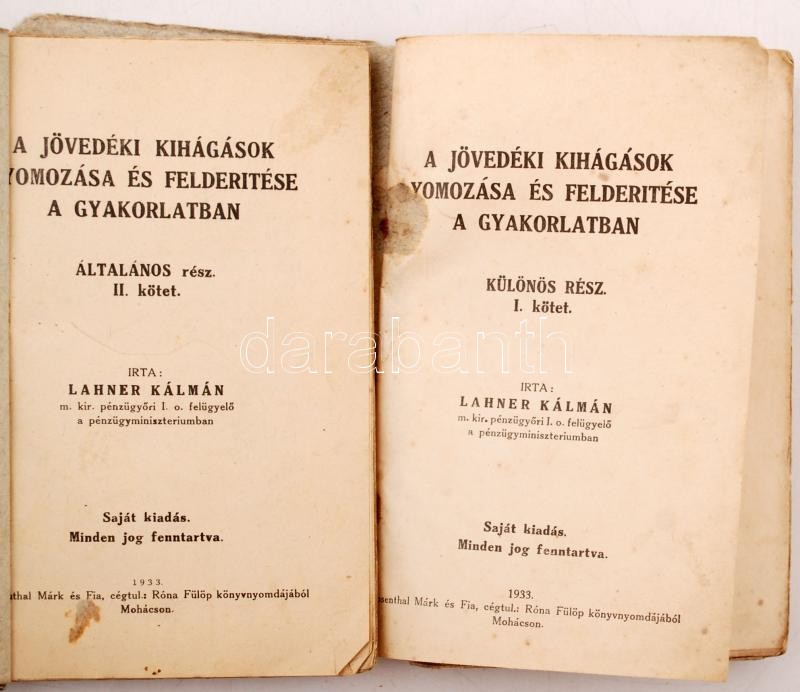 A JÖVEDÉKI KIHÁGÁSOK
YOMOZÁSA ÉS FELDERITÉSE
A GYAKORLATBAN
ÁLTALÁNOS rész.
II. kötet.
IRTA:
LAHNER KÁLMÁN
m. kir. pénzügyőri I. o. felügyelő
a pénzügyminiszteriumban
Saját kiadás.
Minden jog fenntartva.
1933.
nthal Márk és Fia, cégtul.: Róna Fülöp könyvnyomdájából
Mohácson.
A JÖVEDÉKI KIHÁGÁSOK
YOMOZÁSA ÉS FELDERITÉSE
A GYAKORLATBAN
KÜLÖNÖS RÉSZ.
I. kötet.
IRTA:
LAHNER KÁLMÁN
m. kir. pénzügyőri I. o. felügyelő
a pénzügyminiszteriumban
Saját kiadás.
Minden jog fenntartva.
1933.
senthal Márk és Fia, cégtul.: Róna Fülöp könyvnyomdájából
Mohácson.
darabanth